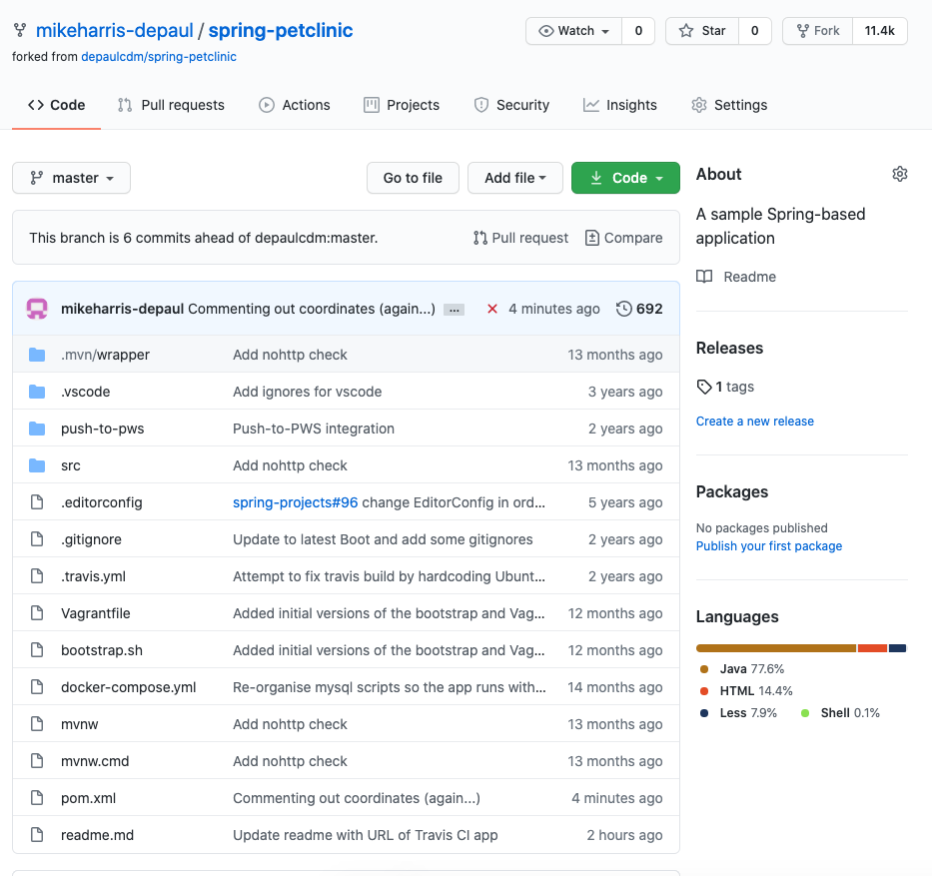 mikeharris-depaul / spring-petclinic
Watch 0 Star 0 Fork 11.4k
forked from depaulcdm/spring-petclinic
Code Pull requests Actions Projects Security Insights Settings
master Go to file Add file Code
This branch is 6 commits ahead of depaulcdm:master. Pull request Compare
mikeharris-depaul Commenting out coordinates (again...) ... 4 minutes ago 692
.mvn/wrapper Add nohttp check 13 months ago
.vscode Add ignores for vscode 3 years ago
push-to-pws Push-to-PWS integration 2 years ago
src Add nohttp check 13 months ago
.editorconfig spring-projects#96 change EditorConfig in ord... 5 years ago
.gitignore Update to latest Boot and add some gitignores 2 years ago
.travis.yml Attempt to fix travis build by hardcoding Ubunt... 2 years ago
Vagrantfile Added initial versions of the bootstrap and Vag... 12 months ago
bootstrap.sh Added initial versions of the bootstrap and Vag... 12 months ago
docker-compose.yml Re-organise mysql scripts so the app runs with... 14 months ago
mvnw Add nohttp check 13 months ago
mvnw.cmd Add nohttp check 13 months ago
pom.xml Commenting out coordinates (again...) 4 minutes ago
readme.md Update readme with URL of Travis CI app 2 hours ago
About
A sample Spring-based
application
Readme
Releases
1 tags
Create a new release
Packages
No packages published
Publish your first package
Languages
Java 77.6%
HTML 14.4%
Less 7.9% Shell 0.1%